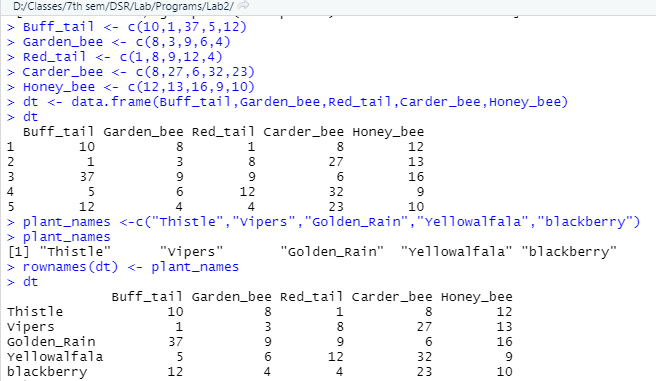 D:/Classes/7th sem/DSR/Lab/Programs/Lab2/
> Buff_tail <- c(10,1,37,5,12)
> Garden_bee <- c(8,3,9,6,4)
> Red_tail <- c(1,8,9,12,4)
> Carder_bee <- c(8,27,6,32,23)
> Honey_bee <- c(12,13,16,9,10)
> dt <- data.frame(Buff_tail,Garden_bee,Red_tail,Carder_bee,Honey_bee)
> dt
  Buff_tail Garden_bee Red_tail Carder_bee Honey_bee
1        10          8        1          8        12
2         1          3        8         27        13
3        37          9        9          6        16
4         5          6       12         32         9
5        12          4        4         23        10
> plant_names <-c("Thistle","Vipers","Golden_Rain","Yellowalfala","blackberry")
> plant_names
[1] "Thistle"      "Vipers"       "Golden_Rain"  "Yellowalfala" "blackberry"
> rownames(dt) <- plant_names
> dt
             Buff_tail Garden_bee Red_tail Carder_bee Honey_bee
Thistle             10          8        1          8        12
Vipers               1          3        8         27        13
Golden_Rain         37          9        9          6        16
Yellowalfala         5          6       12         32         9
blackberry          12          4        4         23        10